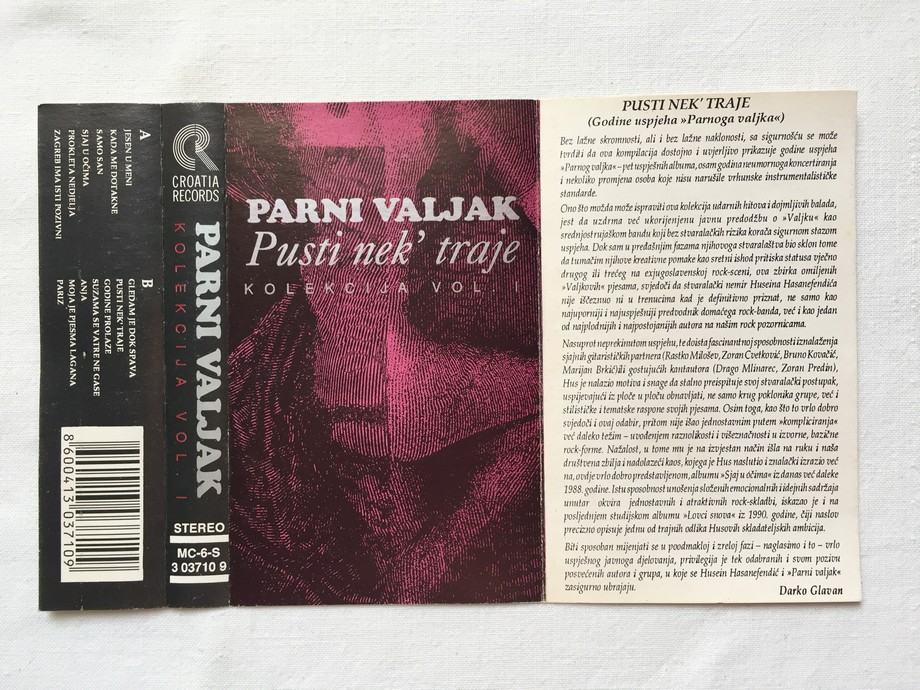 A
JESEN U MENI
KADA ME DOTAKNE
SAMO SAN
SJAJ U OČIMA
PROKLETA NEDJELJA
ZAGREB IMA ISTI POZIVNI
B
GLEDAM JE DOK SPAVA
PUSTI NEK' TRAJE
GODINE PROLAZE
SUZAMA SE VATRE NE GASE
ANJA
MOJA JE PJESMA LAGANA
PARIZ
8 600413 037109
CROATIA
RECORDS
PARNI VALJAK
KOLEKCIJA VOL. I
STEREO
MC-6-S
3 03710 9
PARNI VALJAK
Pusti nek' traje
KOLEKCIJA VOL. I
PUSTI NEK' TRAJE
(Godine uspjeha »Parnoga valjka«)
Bez lažne skromnosti, ali i bez lažne naklonosti, sa sigurnošću se može
tvrditi da ova kompilacija dostojno i uvjerljivo prikazuje godine uspjeha
»Parnog valjka« – pet uspješnih albuma, osam godina neumornoga koncertiranja
i nekoliko promjena osoba koje nisu narušile vrhunske instrumentalističke
standarde.
Ono što možda može ispraviti ova kolekcija udarnih hitova i dojmljivih balada,
jest da uzdrma već ukorijenjenu javnu predodžbu o »Valjku« kao
srednjostrujaškom bandu koji bez stvaralačkih rizika korača sigurnom stazom
uspjeha. Dok sam u pređašnjim fazama njihovoga stvaralaštva bio sklon tome
da tumačim njihove kreativne pomake kao sretni ishod pritiska statusa vječno
drugog ili trećeg na exjugoslavenskoj rock-sceni, ova zbirka omiljenih
»Valjkovih« pjesama, svjedoči da stvaralački nemir Huseina Hasanefendića
nije iščeznuo ni u trenucima kad je definitivno priznat, ne samo kao
najuporniji i najuspješniji predvodnik domaćega rock-banda, već i kao jedan
od najplodnijih i najpostojanijih autora na našim rock pozornicama.
Nasuprot neprekinutom uspjehu, te doista fascinantnoj sposobnosti iznalaženja
sjajnih gitarističkih partnera (Rastko Milošev, Zoran Cvetković, Bruno Kovačić,
Marijan Brkić) ili gostujućih kantautora (Drago Mlinarec, Zoran Predin),
Hus je nalazio motiva i snage da stalno preispituje svoj stvaralački postupak,
uspijevajući iz ploče u ploču obnavljati, ne samo krug poklonika grupe, već i
stilističke i tematske raspone svojih pjesama. Osim toga, kao što to vrlo dobro
svjedoči i ovaj odabir, pritom nije išao jednostavnim putem »kompliciranja«
već daleko težim – uvođenjem raznolikosti i višeznačnosti u izvorne, bazične
rock-forme. Nažalost, u tome mu je na izvjestan način išla na ruku i naša
društvena zbilja i nadolazeći kaos, kojega je Hus naslutio i znalački izrazio već
na, ovdje vrlo dobro predstavljenom, albumu »Sjaj u očima« iz danas već daleke
1988. godine. Istu sposobnost unošenja složenih emocionalnih i idejnih sadržaja
unutar okvira jednostavnih i atraktivnih rock-skladbi, iskazao je i na
posljednjem studijskom albumu »Lovci snova« iz 1990. godine, čiji naslov
precizno opisuje jednu od trajnih odlika Husovih skladateljskih ambicija.
Biti sposoban mijenjati se u poodmakloj i zreloj fazi – naglasimo i to – vrlo
uspješnog javnoga djelovanja, privilegija je tek odabranih i svom pozivu
posvećenih autora i grupa, u koje se Husein Hasanefendić i »Parni valjak«
zasigurno ubrajaju.
Darko Glavan